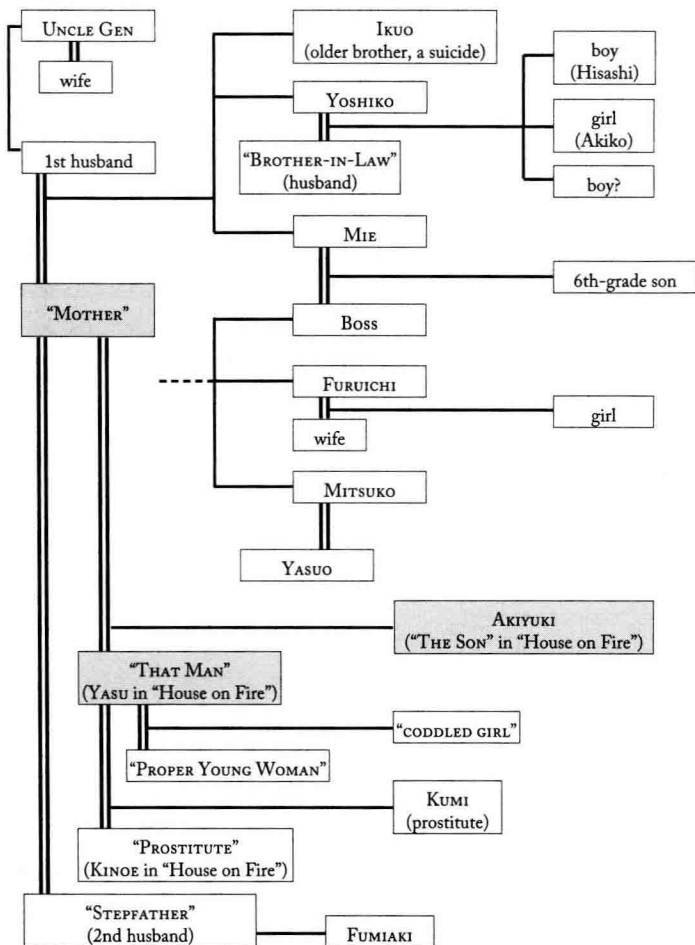 UNCLE GEN
wife
1st husband
“MOTHER”
IKUO
(older brother, a suicide)
YOSHIKO
“BROTHER-IN-LAW”
(husband)
boy
(Hisashi)
girl
(Akiko)
boy?
MIE
6th-grade son
BOSS
FURUICHI
wife
girl
MITSUKO
YASUO
AKIYUKI
(“THE SON” in “House on Fire”)
“THAT MAN”
(YASU in “House on Fire”)
“CODDLED GIRL”
“PROPER YOUNG WOMAN”
KUMI
(prostitute)
“PROSTITUTE”
(KINOE in “House on Fire”)
“STEPFATHER”
(2nd husband)
FUMIAKI